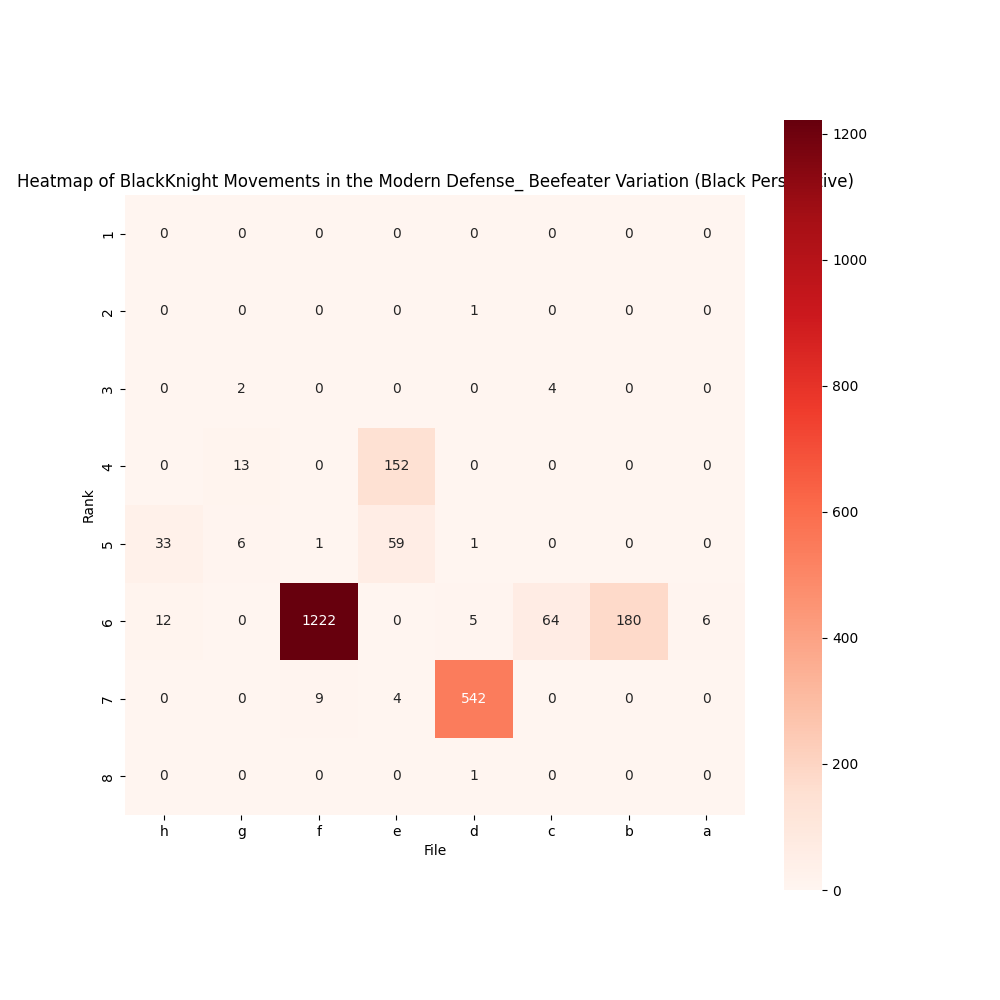 Heatmap of BlackKnight Movements in the Modern Defense_ Beefeater Variation (Black Pers ive)
1 0 0 0 0 0 0 0 0
2 0 0 0 0 1 0 0 0
3 0 2 0 0 0 4 0 0
4 0 13 0 152 0 0 0 0
5 33 6 1 59 1 0 0 0
6 12 0 1222 0 5 64 180 6
7 0 0 9 4 542 0 0 0
8 0 0 0 0 1 0 0 0
h g f e d c b a
File
Rank
1200
1000
800
600
400
200
0